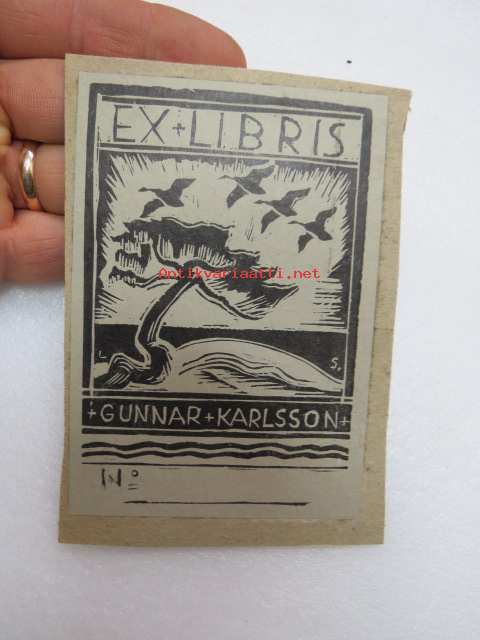 EX+LIBRIS
Antikvariaatti.net
L S.
+GUNNAR+KARLSSON+
Nº